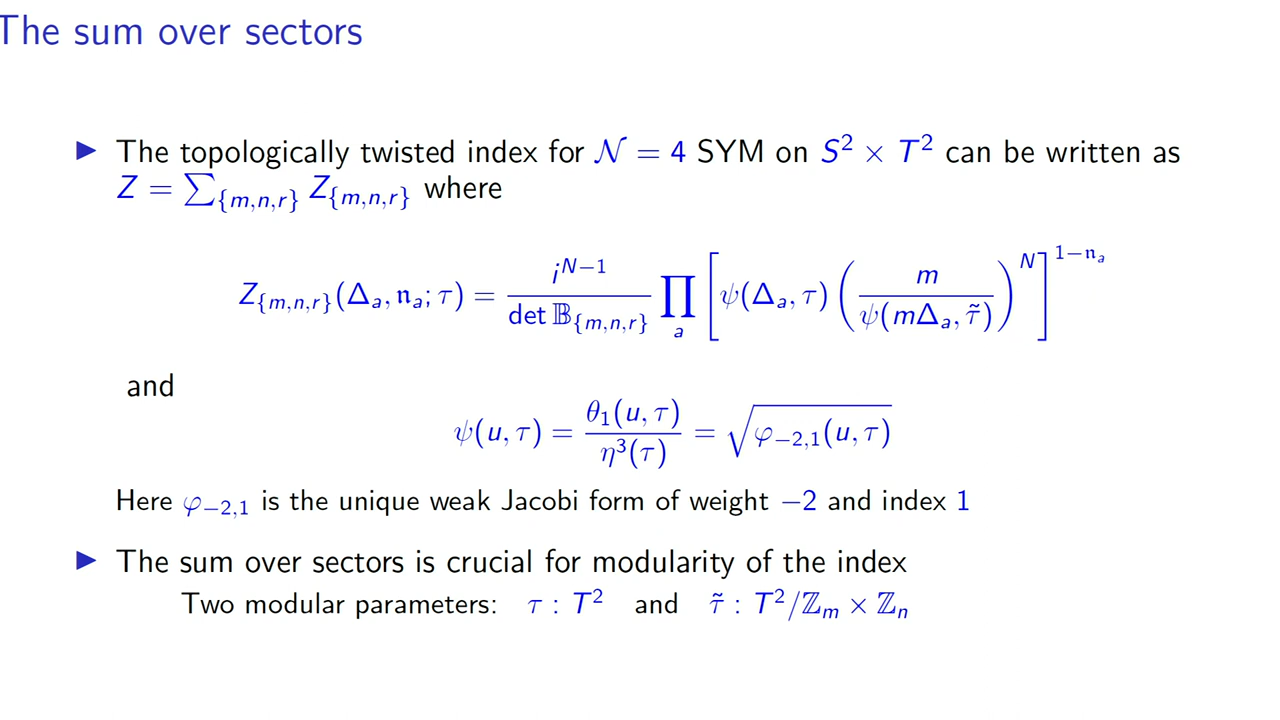 The sum over sectors
▶ The topologically twisted index for 𝒩 = 4 SYM on S² × T² can be written as
Z = ∑_{m,n,r} Z_{m,n,r} where
Z_{m,n,r}(Δ_a, 𝔫_a; τ) = i^{N−1} / det 𝔹_{m,n,r} ∏_a [ψ(Δ_a, τ) (m / ψ(mΔ_a, τ̃))^N]^{1−𝔫_a}
and
ψ(u, τ) = θ₁(u, τ) / η³(τ) = √φ_{−2,1}(u, τ)
Here φ_{−2,1} is the unique weak Jacobi form of weight −2 and index 1
▶ The sum over sectors is crucial for modularity of the index
Two modular parameters: τ : T² and τ̃ : T²/ℤ_m × ℤ_n